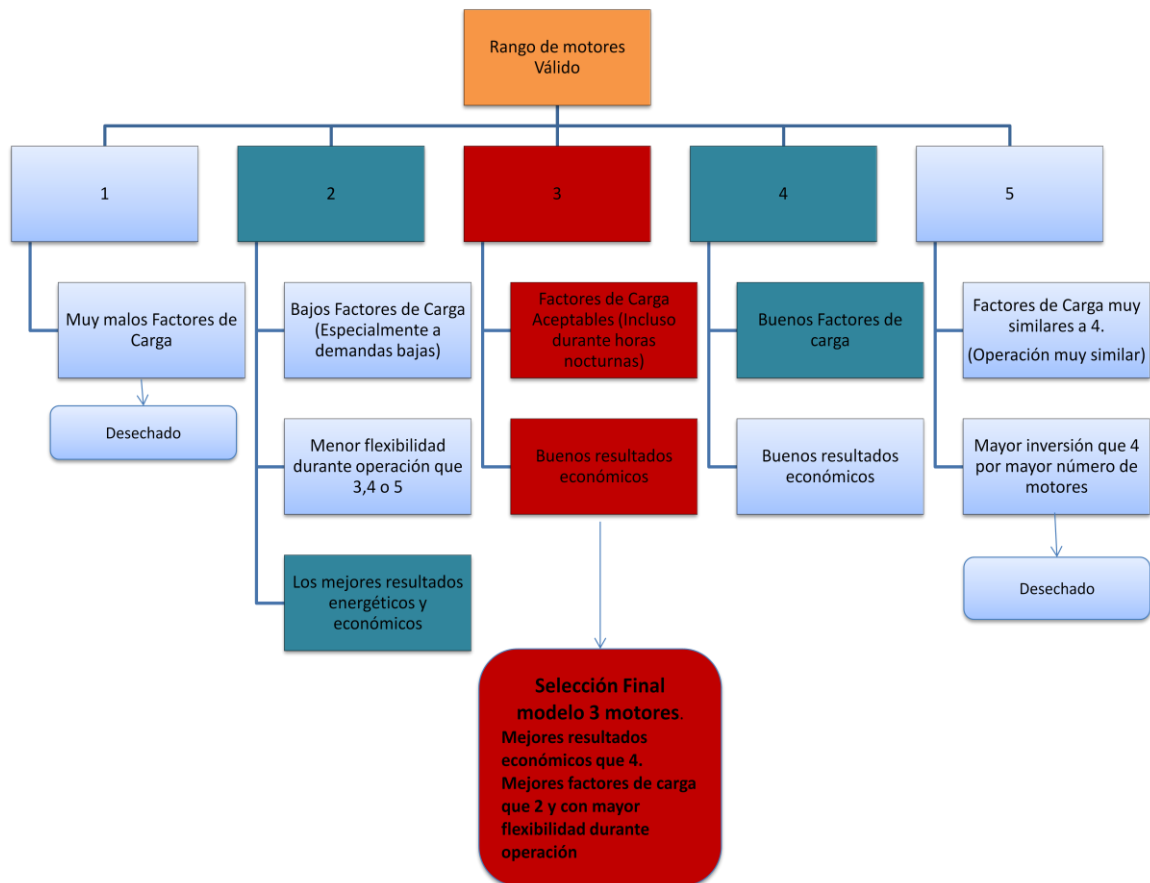 Rango de motores
Válido
1
2
3
4
5
Muy malos Factores de
Carga
Desechado
Bajos Factores de Carga
(Especialmente a
demandas bajas)
Menor flexibilidad
durante operación que
3,4 o 5
Los mejores resultados
energéticos y
económicos
Factores de Carga
Aceptables (Incluso
durante horas
nocturnas)
Buenos resultados
económicos
Selección Final
modelo 3 motores.
Mejores resultados
económicos que 4.
Mejores factores de carga
que 2 y con mayor
flexibilidad durante
operación
Buenos Factores de
carga
Buenos resultados
económicos
Factores de Carga muy
similares a 4.
(Operación muy similar)
Mayor inversión que 4
por mayor número de
motores
Desechado